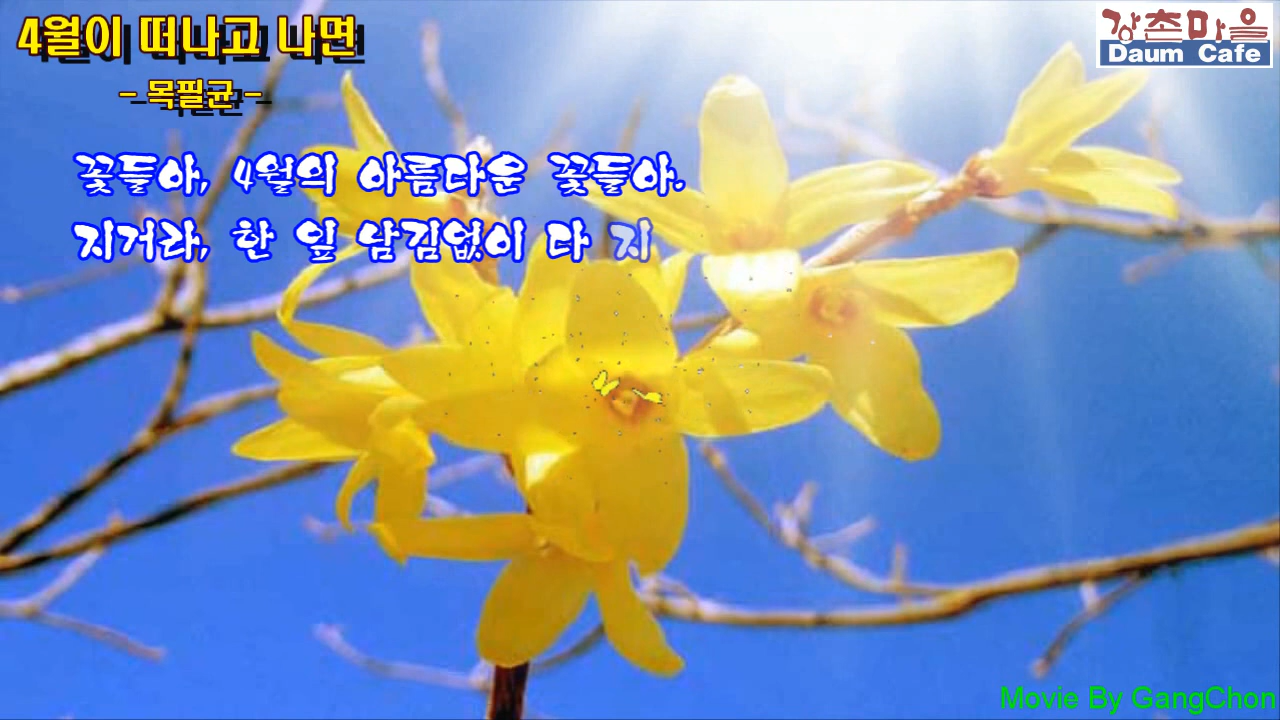 4월이 떠나고 나면
- 목필균 -
강촌마을
Daum Cafe
꽃들아, 4월의 아름다운 꽃들아.
지거라, 한 잎 남김없이 다 지
Movie By GangChon